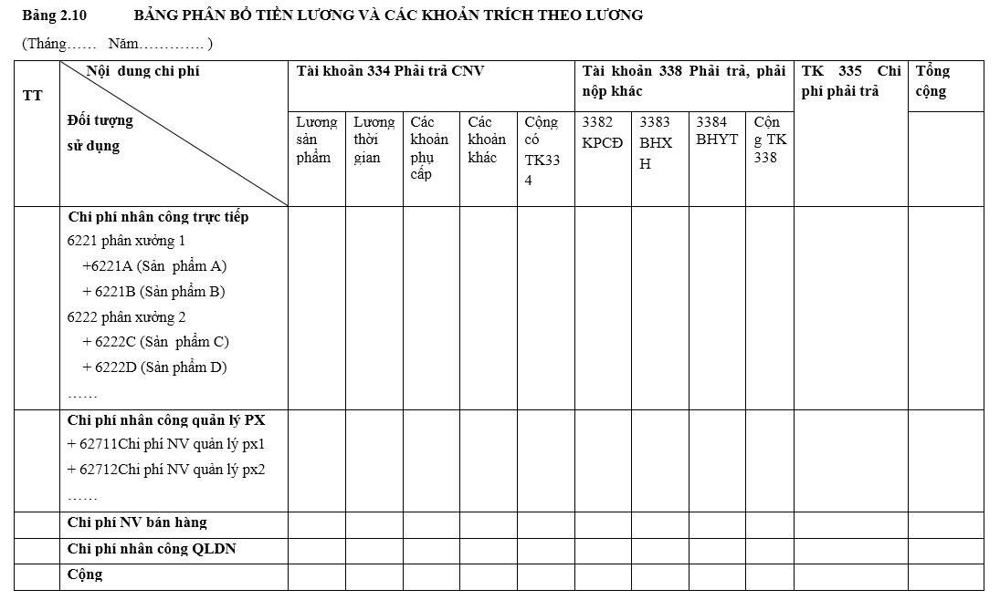 Bảng 2.10 BẢNG PHÂN BỔ TIỀN LƯƠNG VÀ CÁC KHOẢN TRÍCH THEO LƯƠNG
(Tháng…… Năm…………. )
TT
Nội dung chi phí
Đối tượng
sử dụng
Tài khoản 334 Phải trả CNV
Tài khoản 338 Phải trả, phải
nộp khác
TK 335 Chi
phí phải trả
Tổng
cộng
Lương
sản
phẩm
Lương
thời
gian
Các
khoản
phụ
cấp
Các
khoản
khác
Cộng
có
TK33
4
3382
KPCĐ
3383
BHX
H
3384
BHYT
Cộn
g TK
338
Chi phí nhân công trực tiếp
6221 phân xưởng 1
+6221A (Sản phẩm A)
+ 6221B (Sản phẩm B)
6222 phân xưởng 2
+ 6222C (Sản phẩm C)
+ 6222D (Sản phẩm D)
……
Chi phí nhân công quản lý PX
+ 62711Chi phí NV quản lý px1
+ 62712Chi phí NV quản lý px2
……
Chi phí NV bán hàng
Chi phí nhân công QLDN
Cộng